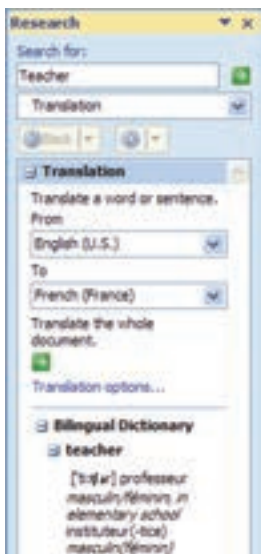 Research
Search for:
Teacher
Translation
Back
Translation
Translate a word or sentence.
From
English (U.S.)
To
French (France)
Translate the whole
document.
Translation options...
Bilingual Dictionary
teacher
professeur
masculin/féminin, in
elementary school
instituteur(-tice)
masculin/féminin)